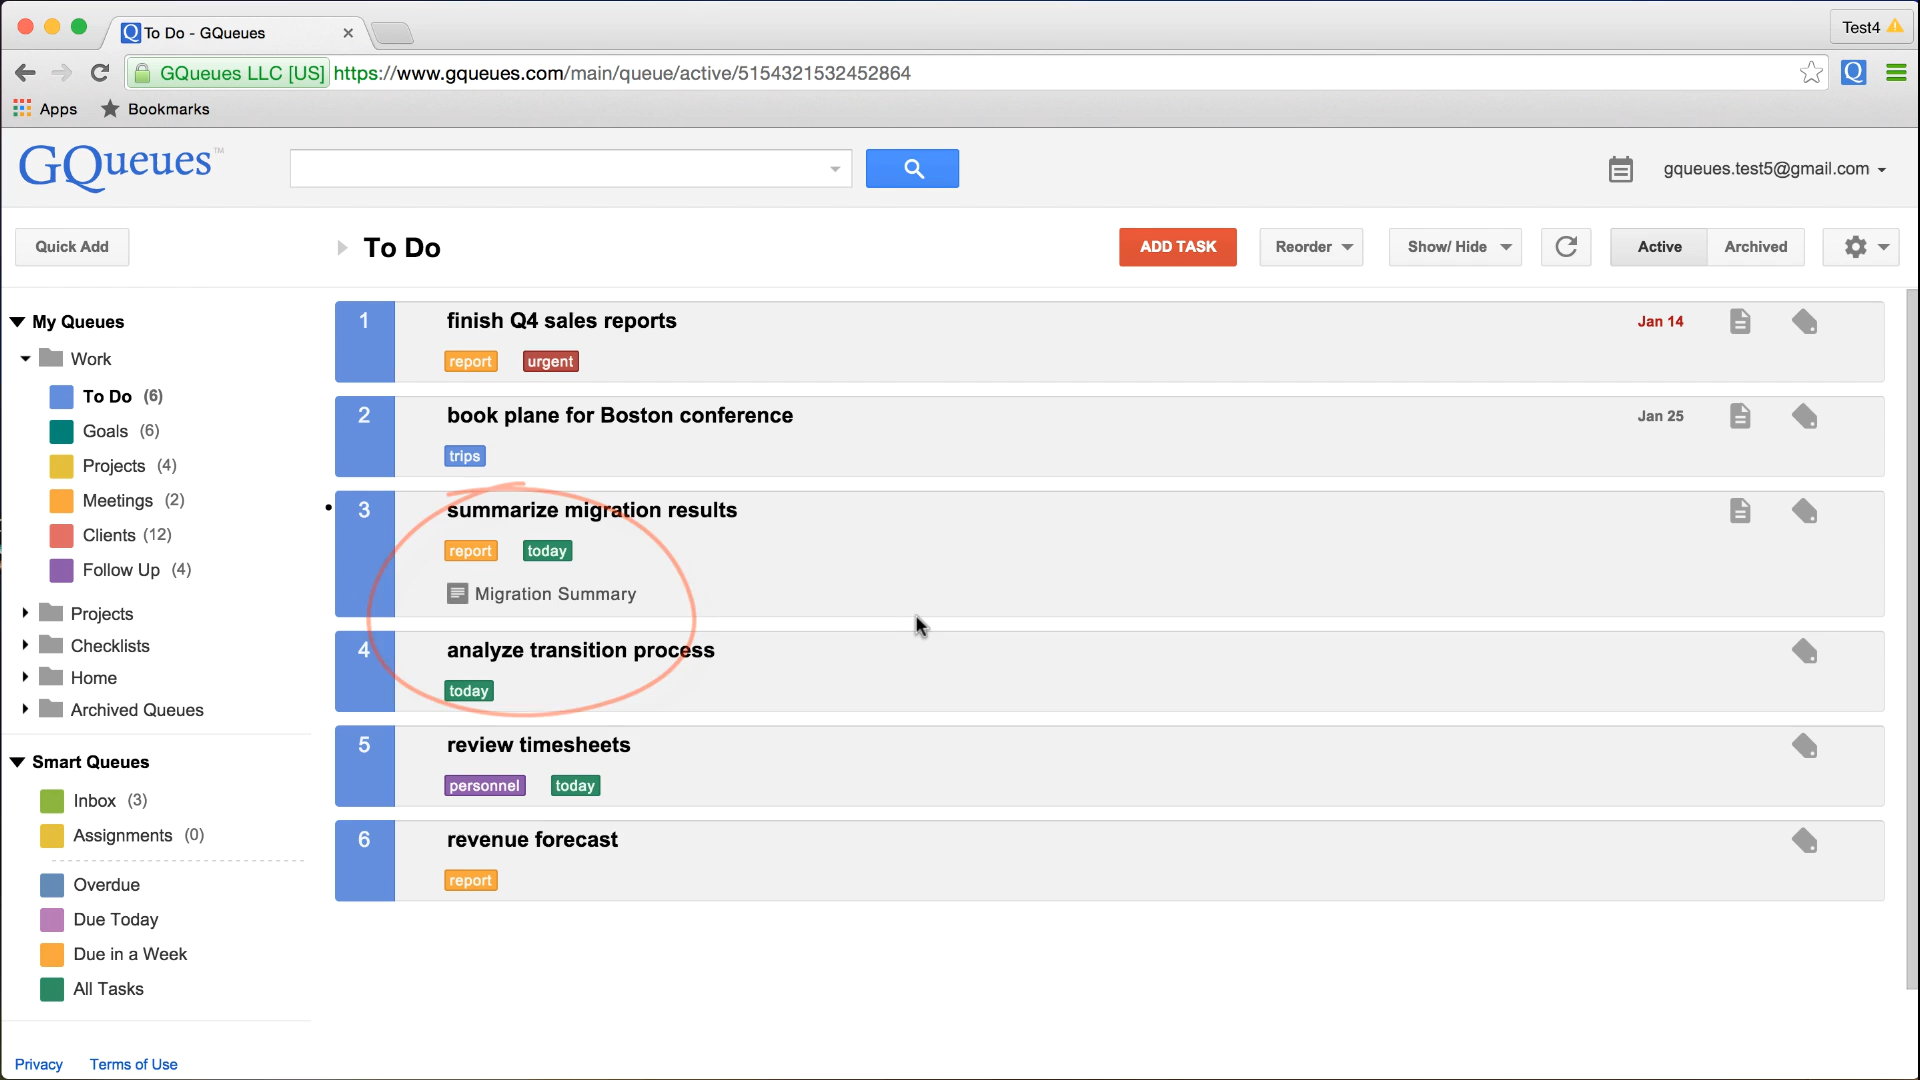 To Do - GQueues
Test4
GQueues LLC [US] https://www.gqueues.com/main/queue/active/5154321532452864
Apps Bookmarks
GQueues™
gqueues.test5@gmail.com
Quick Add
To Do
ADD TASK
Reorder
Show/ Hide
Active
Archived
My Queues
Work
To Do (6)
Goals (6)
Projects (4)
Meetings (2)
Clients (12)
Follow Up (4)
Projects
Checklists
Home
Archived Queues
Smart Queues
Inbox (3)
Assignments (0)
Overdue
Due Today
Due in a Week
All Tasks
Privacy Terms of Use
1 finish Q4 sales reports Jan 14
report urgent
2 book plane for Boston conference Jan 25
trips
3 summarize migration results
report today
Migration Summary
4 analyze transition process
today
5 review timesheets
personnel today
6 revenue forecast
report